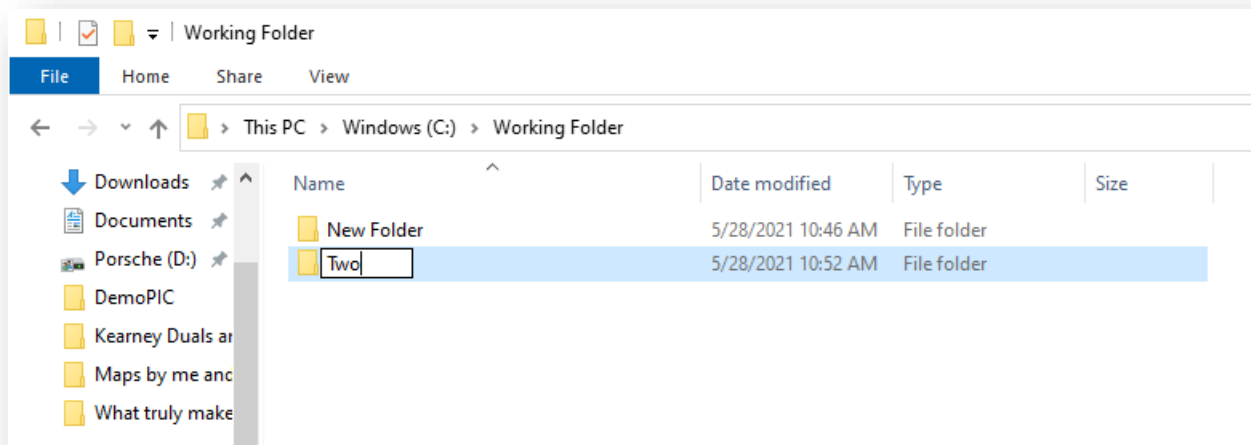 Working Folder
File Home Share View
This PC > Windows (C:) > Working Folder
Downloads
Documents
Porsche (D:)
DemoPIC
Kearney Duals ar
Maps by me and
What truly make
Name Date modified Type Size
New Folder 5/28/2021 10:46 AM File folder
Two 5/28/2021 10:52 AM File folder